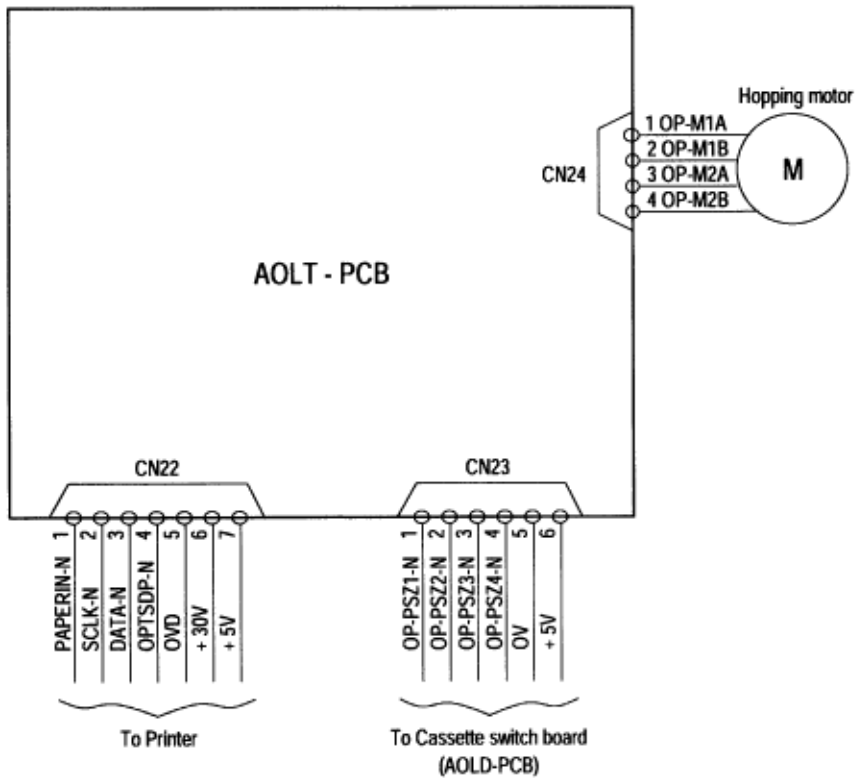 Hopping motor
1 OP-M1A
2 OP-M1B
3 OP-M2A
4 OP-M2B
CN24
M
AOLT - PCB
CN22
CN23
PAPERIN-N 1
SCLK-N 2
DATA-N 3
OPTSDP-N 4
OVD 5
+ 30V 6
+ 5V 7
OP-PSZ1-N 1
OP-PSZ2-N 2
OP-PSZ3-N 3
OP-PSZ4-N 4
OV 5
+ 5V 6
To Printer
To Cassette switch board
(AOLD-PCB)